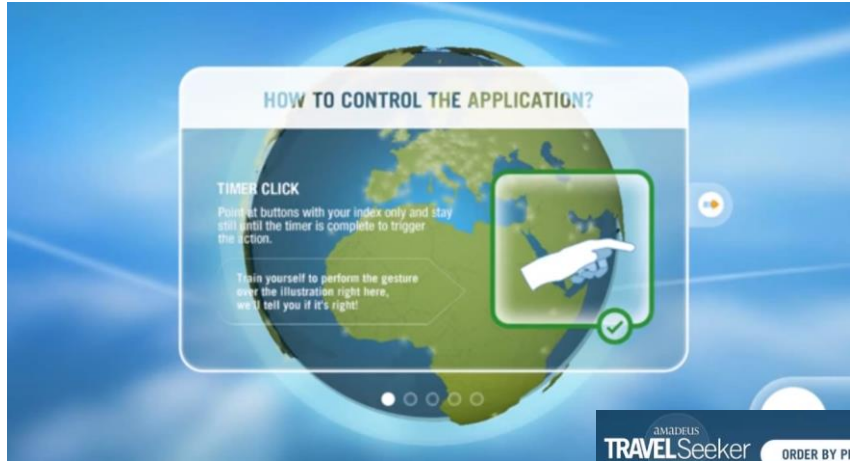 HOW TO CONTROL THE APPLICATION?
TIMER CLICK
Point at buttons with your index only and stay
still until the timer is complete to trigger
the action.
Train yourself to perform the gesture
over the illustration right here,
we'll tell you if it's right!
AMADEUS
TRAVELSeeker
ORDER BY